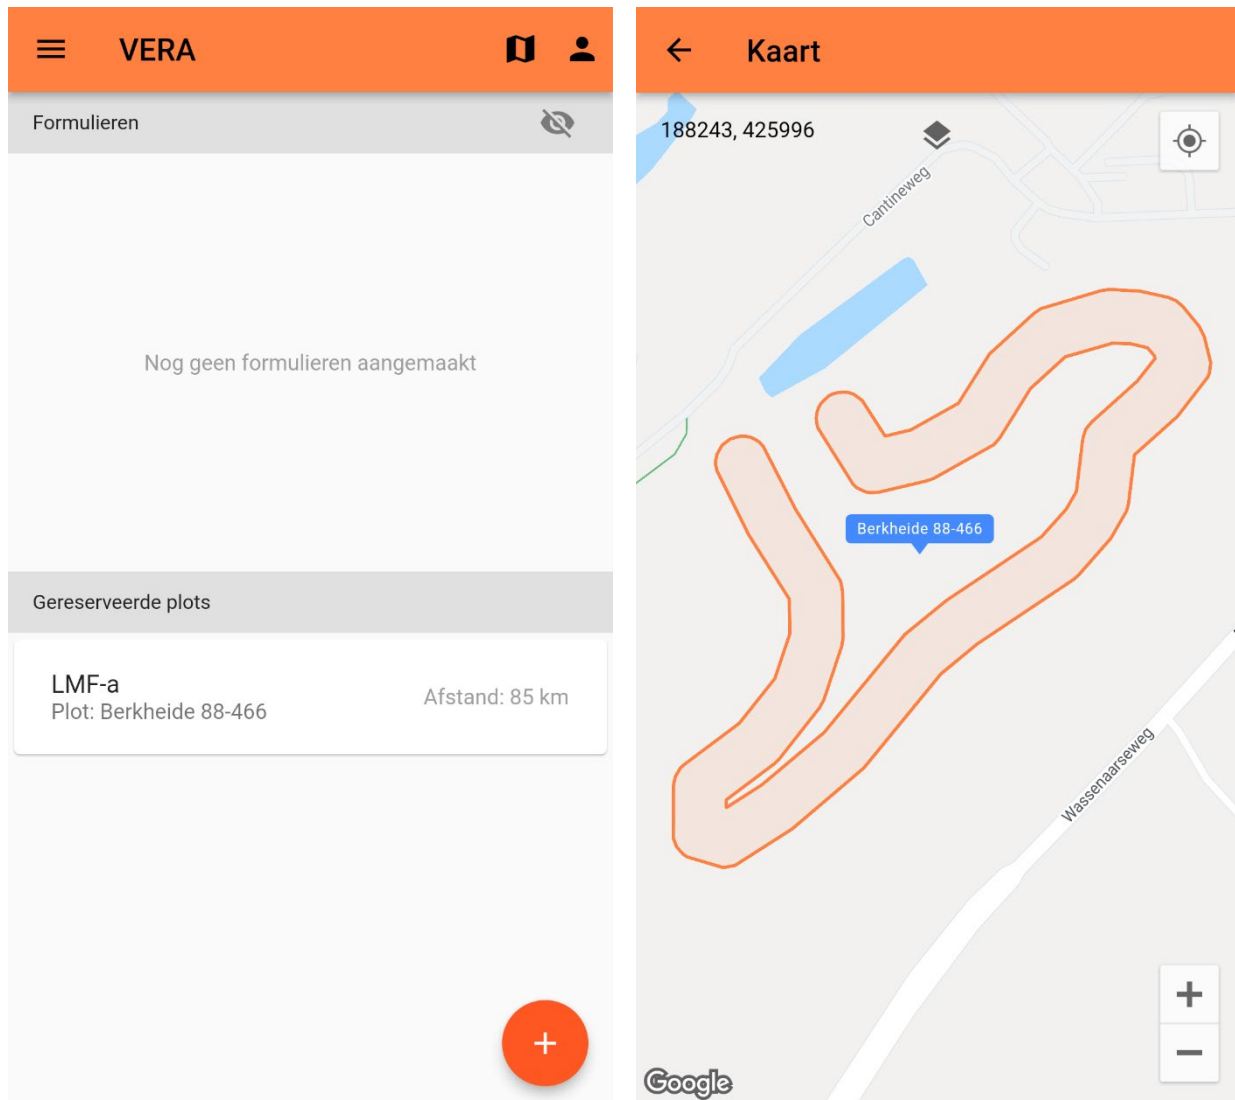 VERA
Formulieren
Nog geen formulieren aangemaakt
Gereserveerde plots
LMF-a
Plot: Berkheide 88-466
Afstand: 85 km
Kaart
188243, 425996
Cantineweg
Berkheide 88-466
Wassenaarseweg
Google